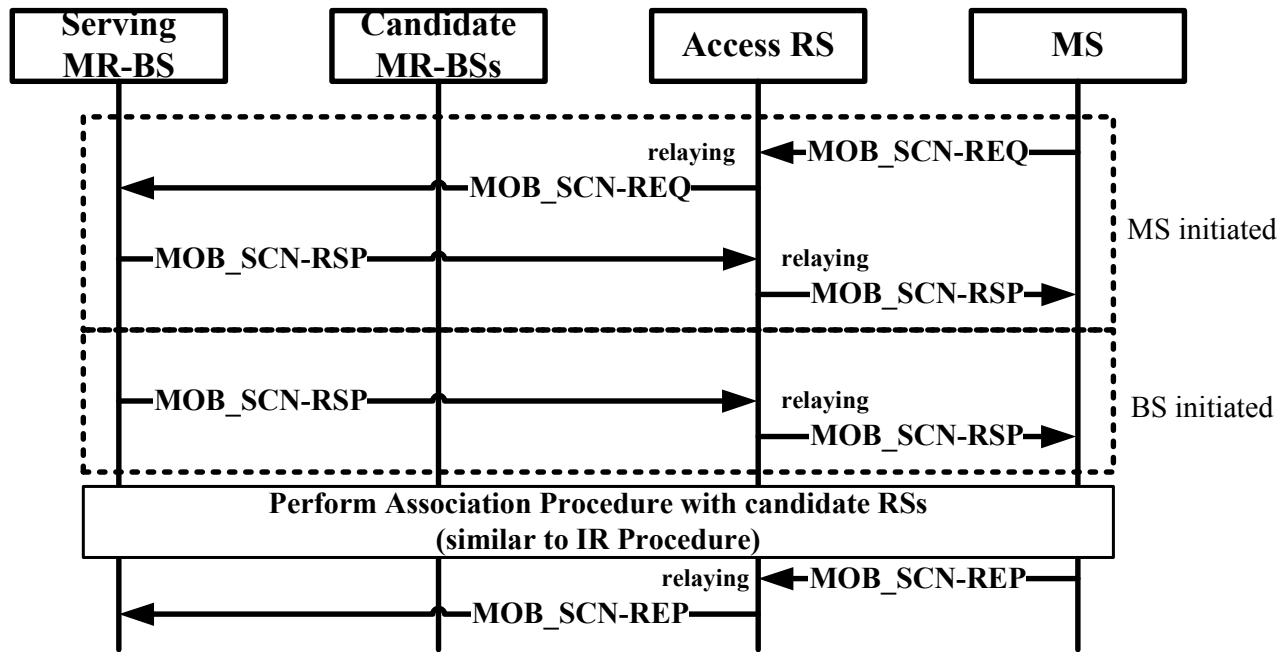 Serving
MR-BS
Candidate
MR-BSs
Access RS
MS
MOB_SCN-REQ
relaying
MOB_SCN-REQ
MS initiated
MOB_SCN-RSP
relaying
MOB_SCN-RSP
MOB_SCN-RSP
relaying
BS initiated
MOB_SCN-RSP
Perform Association Procedure with candidate RSs
(similar to IR Procedure)
relaying
MOB_SCN-REP
MOB_SCN-REP